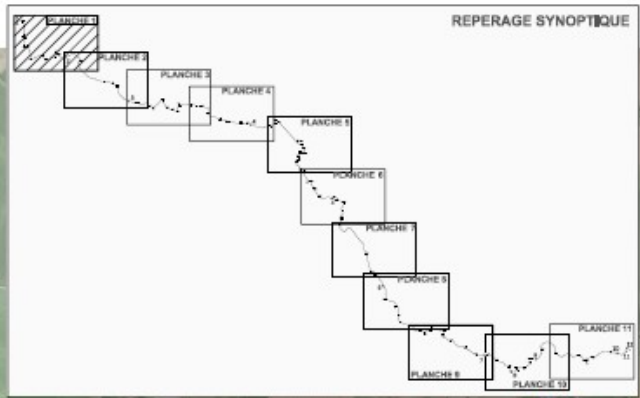 REPERAGE SYNOPTIQUE
PLANCHE 1
PLANCHE 2
PLANCHE 3
PLANCHE 4
PLANCHE 5
PLANCHE 6
PLANCHE 7
PLANCHE 8
PLANCHE 9
PLANCHE 10
PLANCHE 11